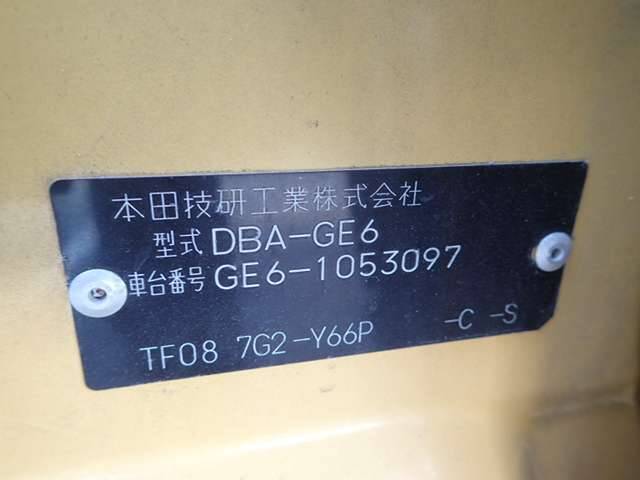 本田技研工業株式会社
型式 DBA-GE6
車台番号 GE6-1053097
TF08 7G2-Y66P -C -S